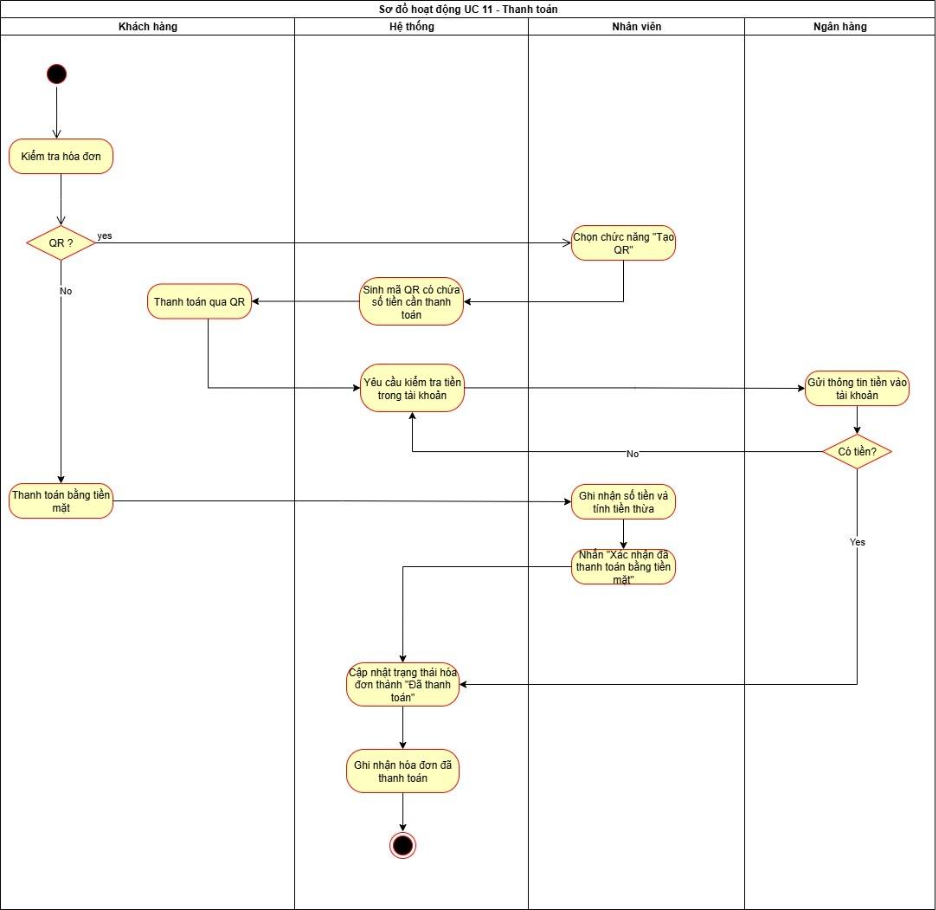 Sơ đồ hoạt động UC 11 - Thanh toán
Khách hàng
Hệ thống
Nhân viên
Ngân hàng
Kiểm tra hóa đơn
QR ?
yes
Chọn chức năng "Tạo
QR"
No
Thanh toán qua QR
Sinh mã QR có chứa
số tiền cần thanh
toán
Yêu cầu kiểm tra tiền
trong tài khoản
Gửi thông tin tiền vào
tài khoản
Có tiền?
No
Thanh toán bằng tiền
mặt
Ghi nhận số tiền và
tính tiền thừa
Yes
Nhấn "Xác nhận đã
thanh toán bằng tiền
mặt"
Cập nhật trạng thái hóa
đơn thành "Đã thanh
toán"
Ghi nhận hóa đơn đã
thanh toán